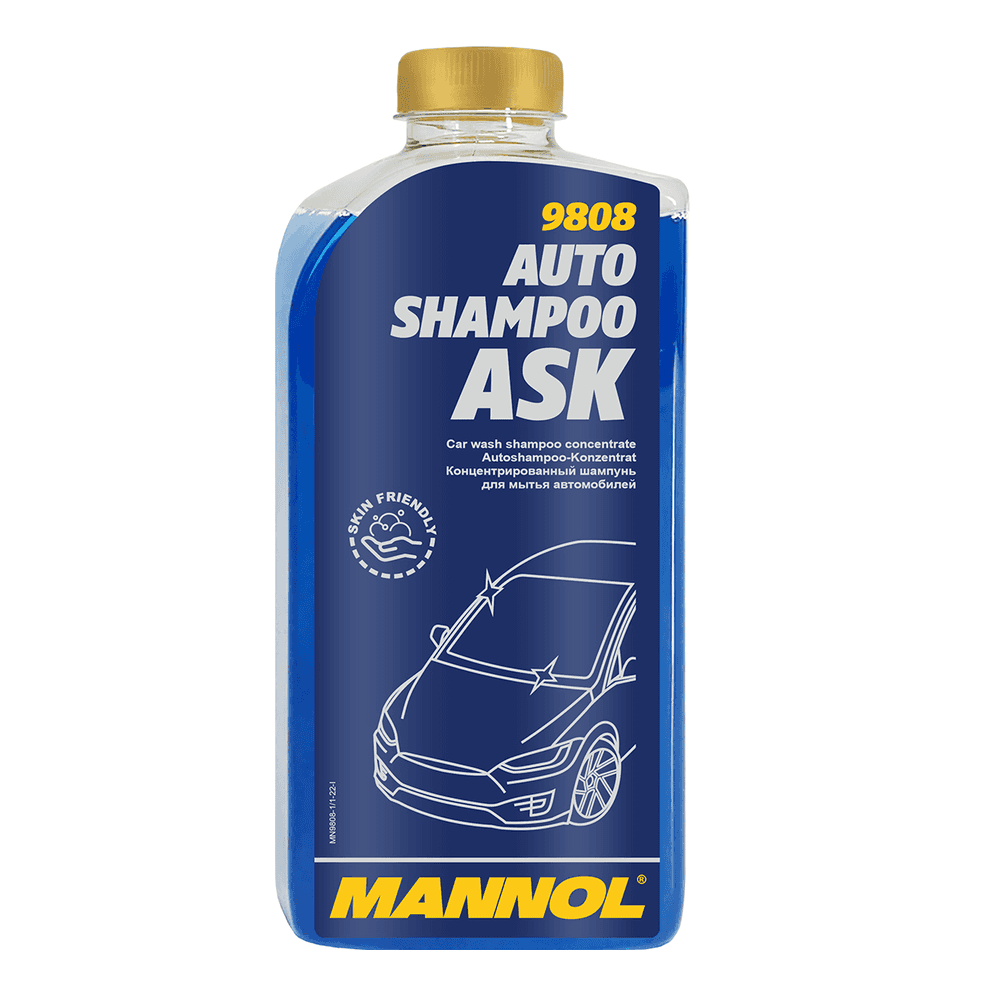 9808
AUTO
SHAMPOO
ASK
Car wash shampoo concentrate
Autoshampoo-Konzentrat
Концентрированный шампунь
для мытья автомобилей
SKIN FRIENDLY
MN9808-1/1-22-I
MANNOL®